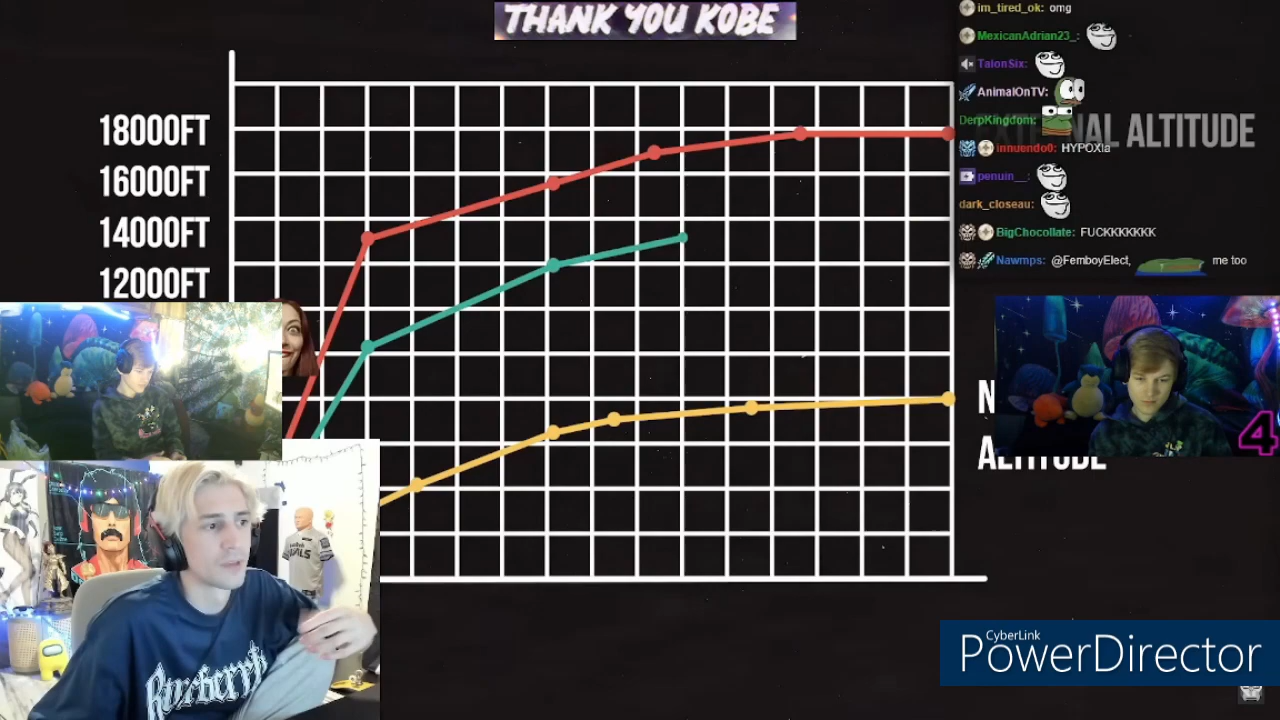 THANK YOU KOBE
im_tired_ok: omg
MexicanAdrian23_:
TalonSix:
AnimalOnTV:
DerpKingdom:
innuendo0: HYPOXIa
penuin__:
dark_closeau:
BigChocollate: FUCKKKKKKK
Nawmps: @FemboyElect, me too
18000FT
16000FT
14000FT
12000FT
ALTITUDE
N
ALTITUDE
4
CyberLink
PowerDirector